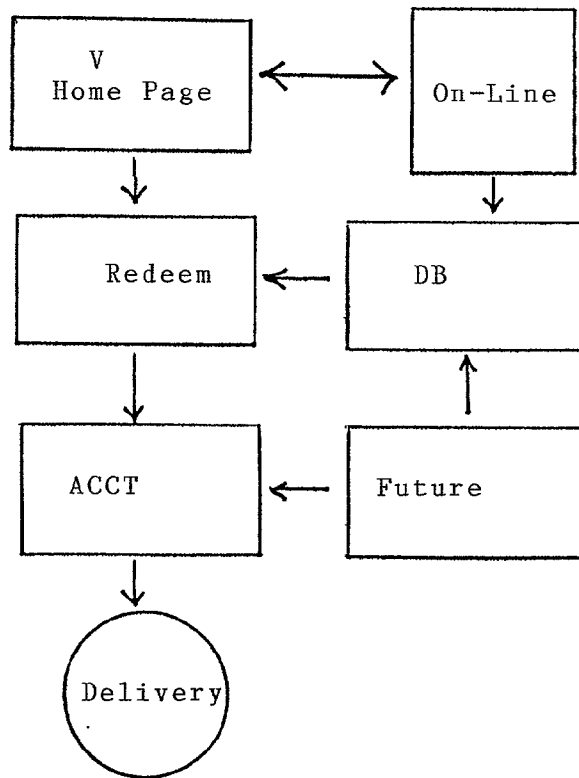 V
Home Page
On-Line
Redeem
DB
ACCT
Future
Delivery